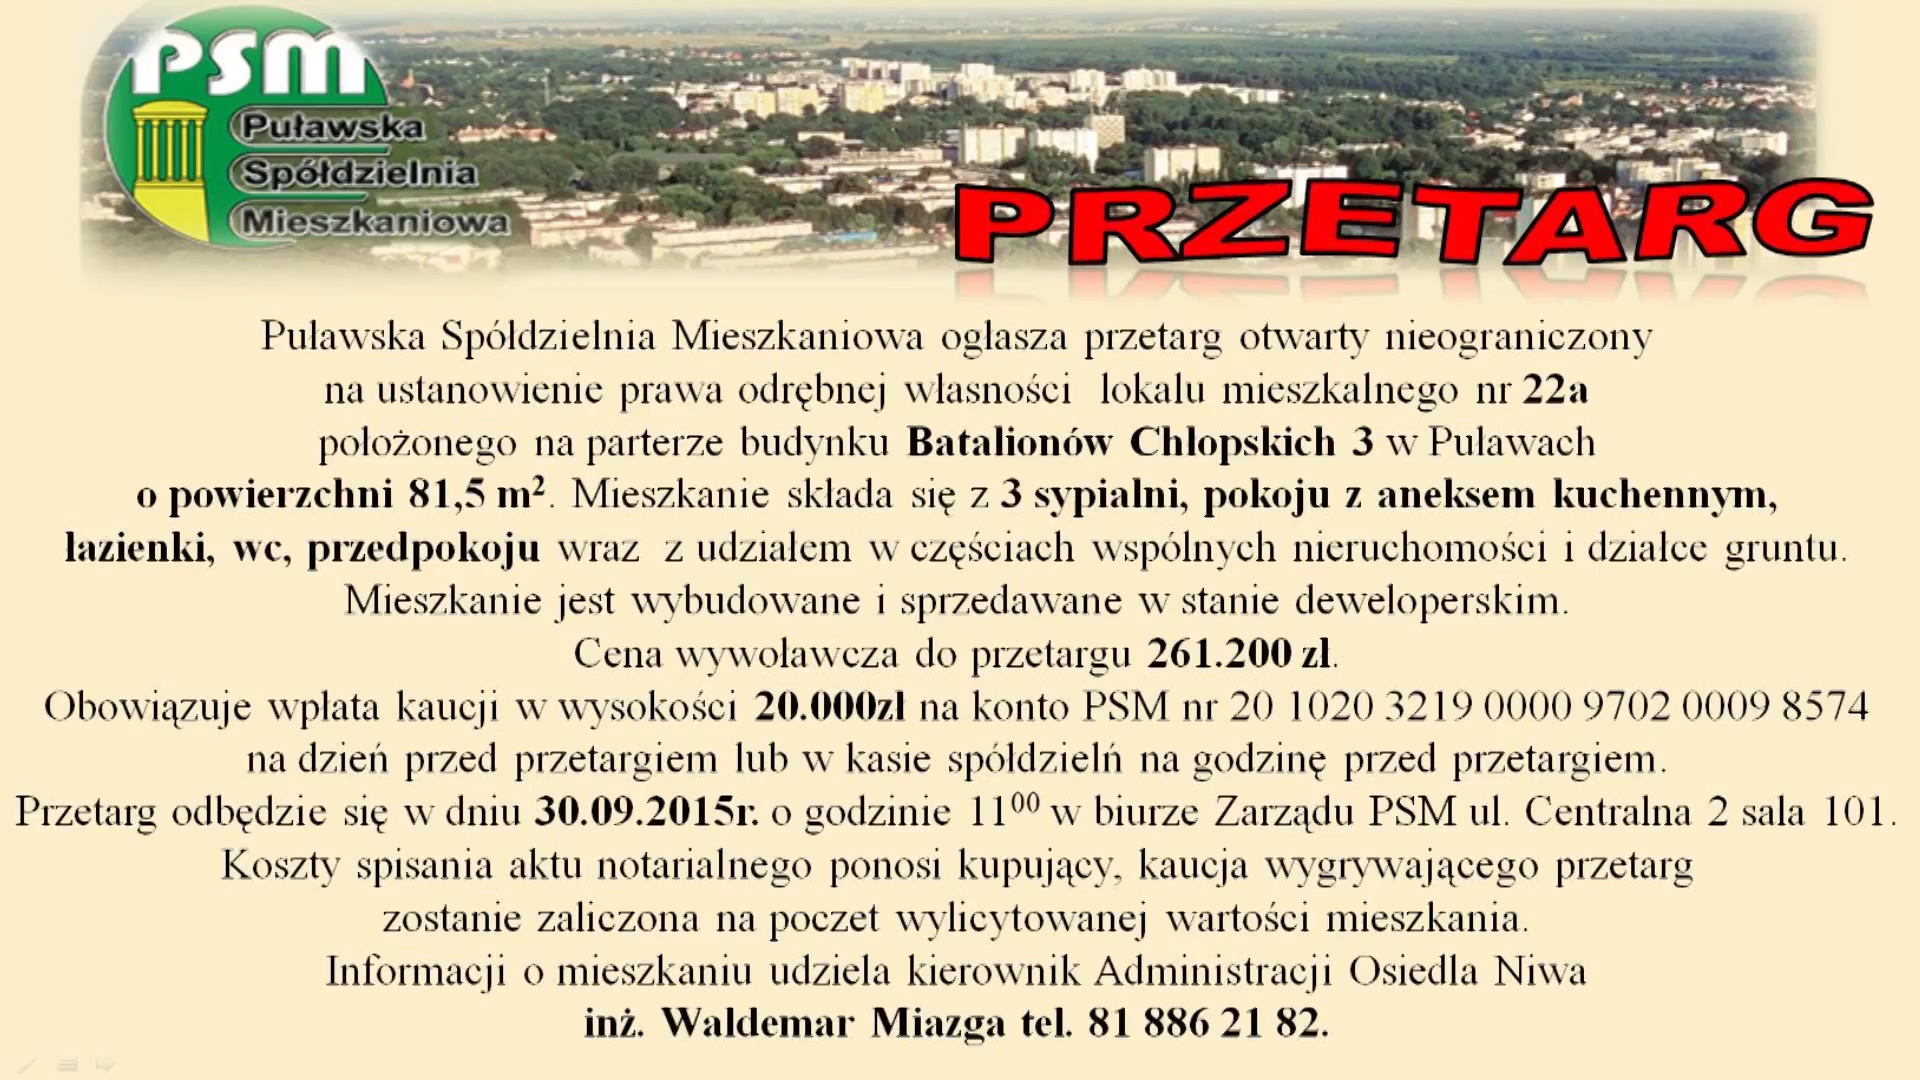 PSM
Puławska
Spółdzielnia
Mieszkaniowa
PRZETARG
Puławska Spółdzielnia Mieszkaniowa ogłasza przetarg otwarty nieograniczony
na ustanowienie prawa odrębnej własności lokalu mieszkalnego nr 22a
położonego na parterze budynku Batalionów Chłopskich 3 w Puławach
o powierzchni 81,5 m². Mieszkanie składa się z 3 sypialni, pokoju z aneksem kuchennym,
łazienki, wc, przedpokoju wraz z udziałem w częściach wspólnych nieruchomości i działce gruntu.
Mieszkanie jest wybudowane i sprzedawane w stanie deweloperskim.
Cena wywoławcza do przetargu 261.200 zł.
Obowiązuje wpłata kaucji w wysokości 20.000zł na konto PSM nr 20 1020 3219 0000 9702 0009 8574
na dzień przed przetargiem lub w kasie spółdzielń na godzinę przed przetargiem.
Przetarg odbędzie się w dniu 30.09.2015r. o godzinie 11⁰⁰ w biurze Zarządu PSM ul. Centralna 2 sala 101.
Koszty spisania aktu notarialnego ponosi kupujący, kaucja wygrywającego przetarg
zostanie zaliczona na poczet wylicytowanej wartości mieszkania.
Informacji o mieszkaniu udziela kierownik Administracji Osiedla Niwa
inż. Waldemar Miazga tel. 81 886 21 82.